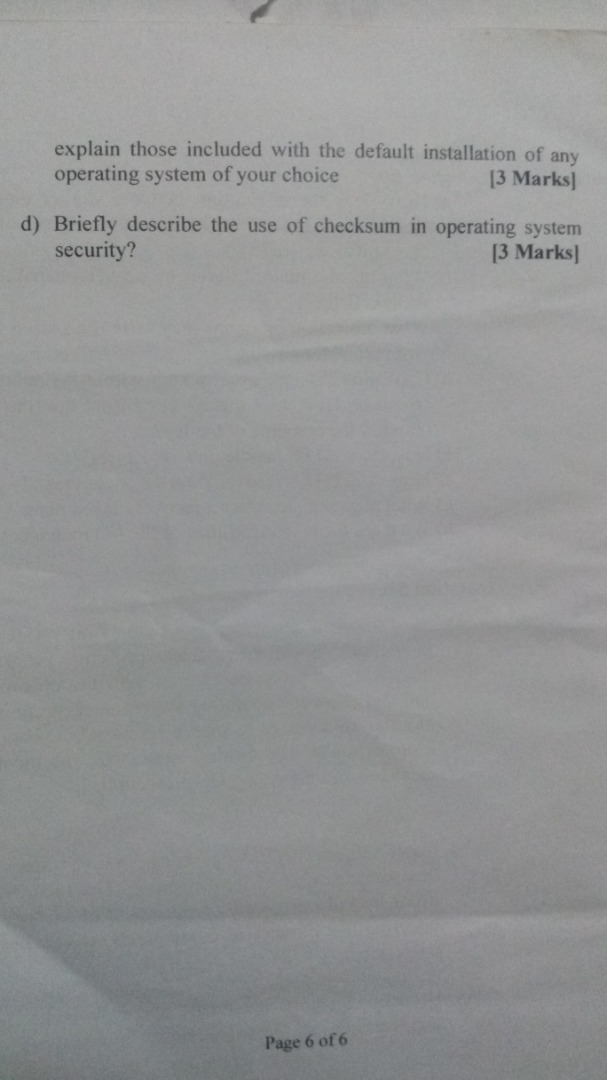 explain those included with the default installation of any
operating system of your choice [3 Marks]
d) Briefly describe the use of checksum in operating system
security? [3 Marks]
Page 6 of 6